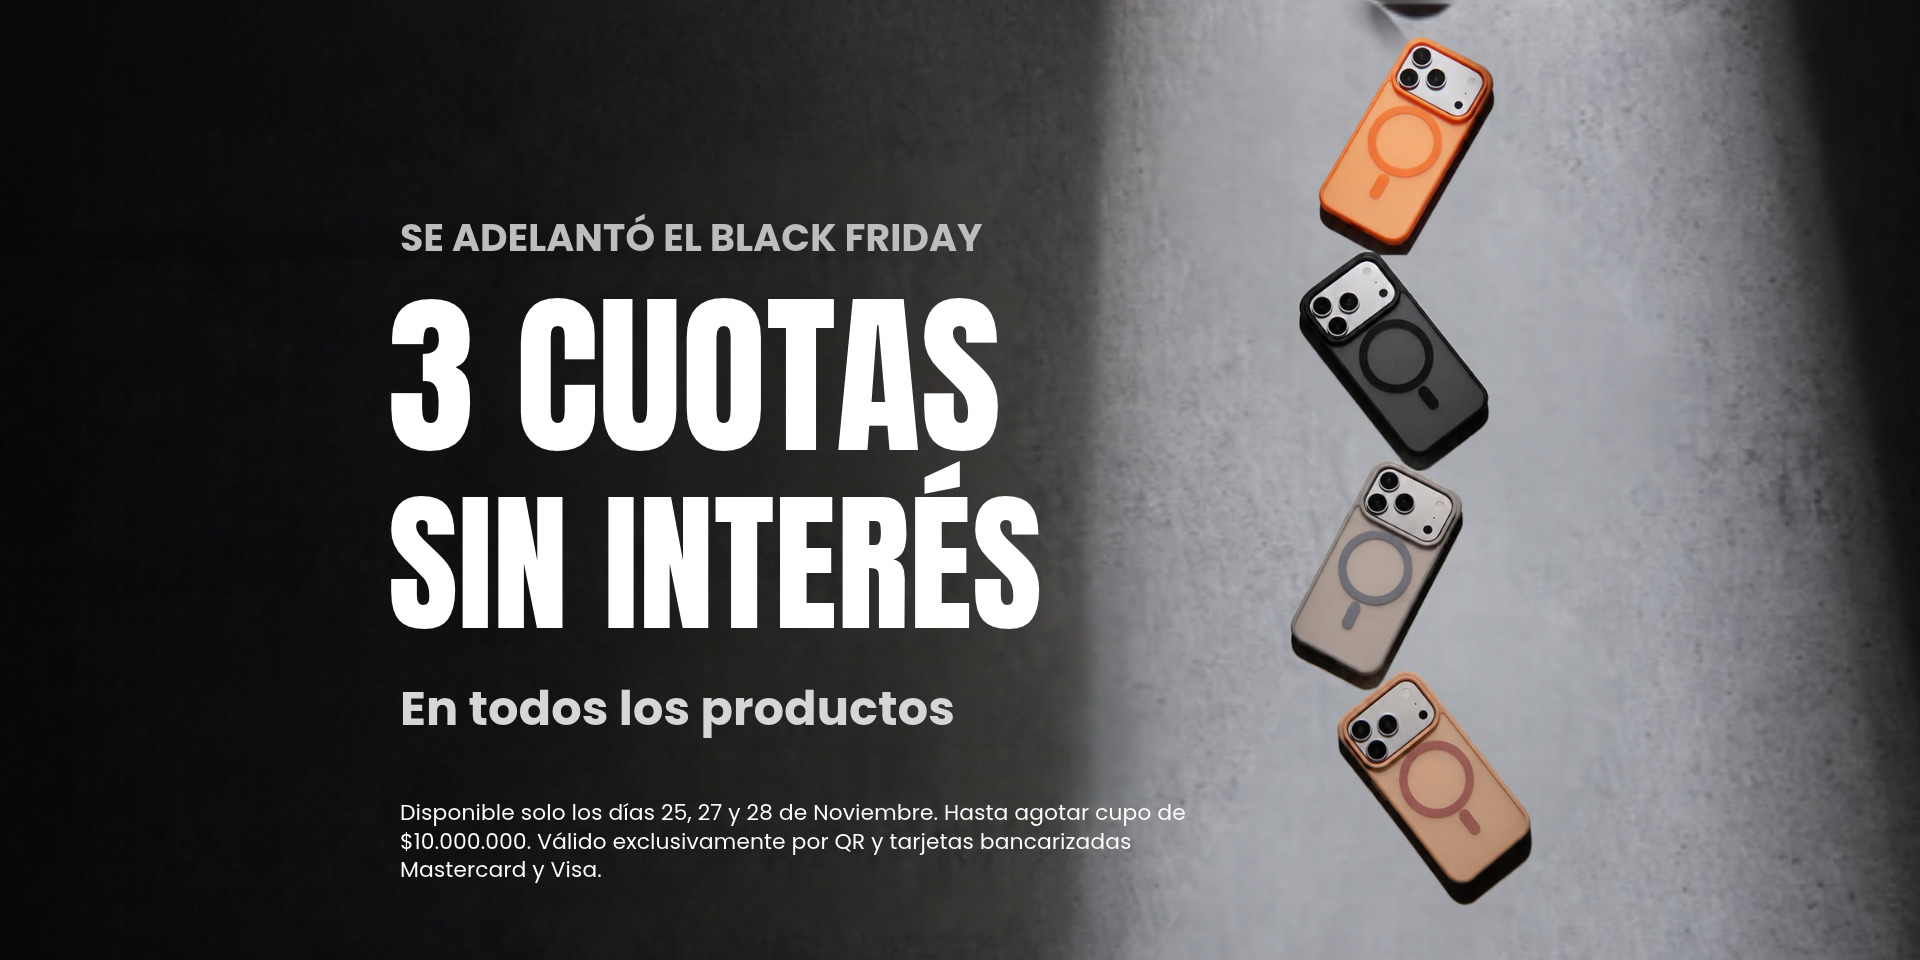 SE ADELANTÓ EL BLACK FRIDAY
3 CUOTAS
SIN INTERÉS
En todos los productos
Disponible solo los días 25, 27 y 28 de Noviembre. Hasta agotar cupo de
$10.000.000. Válido exclusivamente por QR y tarjetas bancarizadas
Mastercard y Visa.